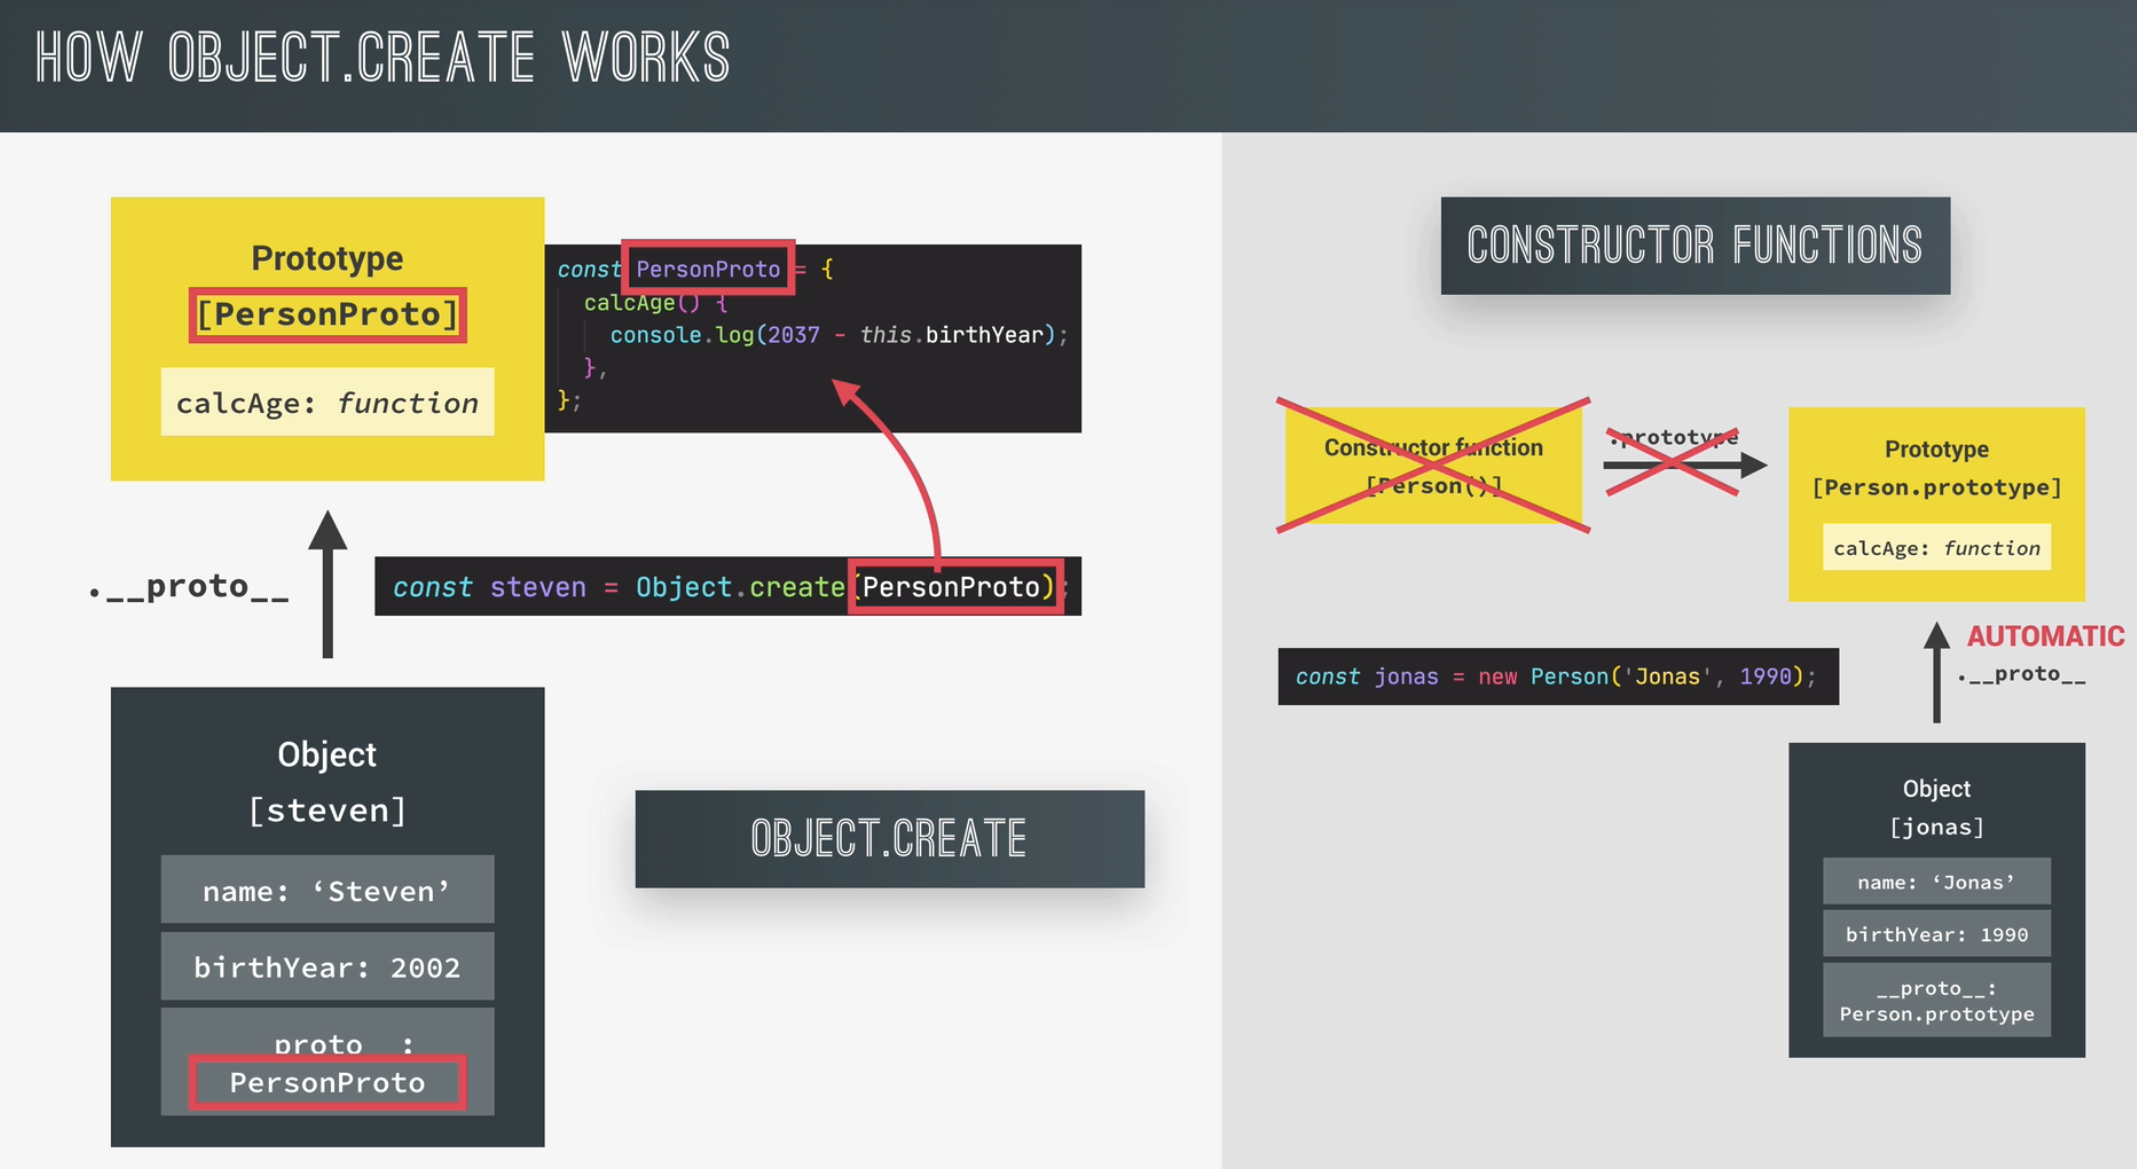 HOW OBJECT.CREATE WORKS
Prototype
[PersonProto]
calcAge: function
const PersonProto = {
calcAge() {
console.log(2037 - this.birthYear);
},
};
.__proto__
const steven = Object.create(PersonProto);
Object
[steven]
name: ‘Steven’
birthYear: 2002
__proto__:
PersonProto
OBJECT.CREATE
CONSTRUCTOR FUNCTIONS
Constructor function
[Person()]
.prototype
Prototype
[Person.prototype]
calcAge: function
AUTOMATIC
.__proto__
const jonas = new Person('Jonas', 1990);
Object
[jonas]
name: ‘Jonas’
birthYear: 1990
__proto__:
Person.prototype